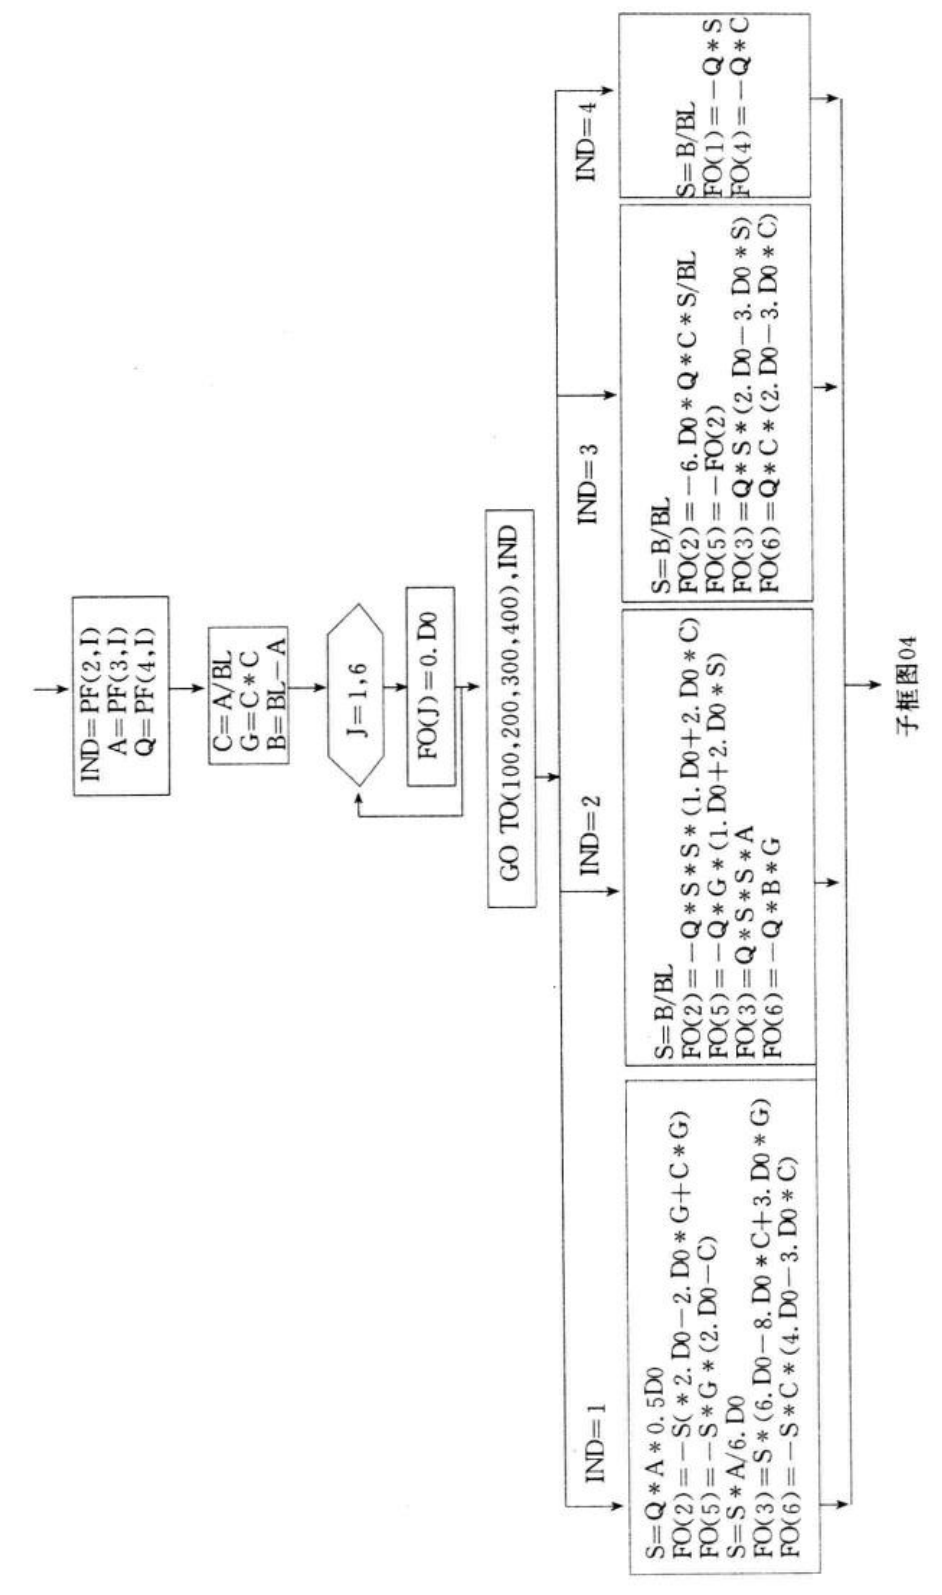 IND=PF(2,I)
A=PF(3,I)
Q=PF(4,I)
C=A/BL
G=C*C
B=BL-A
J=1,6
FO(J)=0.D0
GO TO(100,200,300,400),IND
IND=1
IND=2
IND=3
IND=4
S=Q*A*0.5D0
FO(2)=-S(*2.D0-2.D0*G+C*G)
FO(5)=-S*G*(2.D0-C)
S=S*A/6.D0
FO(3)=S*(6.D0-8.D0*C+3.D0*G)
FO(6)=-S*C*(4.D0-3.D0*C)
S=B/BL
FO(2)=-Q*S*S*(1.D0+2.D0*C)
FO(5)=-Q*G*(1.D0+2.D0*S)
FO(3)=Q*S*S*A
FO(6)=-Q*B*G
S=B/BL
FO(2)=-6.D0*Q*C*S/BL
FO(5)=-FO(2)
FO(3)=Q*S*(2.D0-3.D0*S)
FO(6)=Q*C*(2.D0-3.D0*C)
S=B/BL
FO(1)=-Q*S
FO(4)=-Q*C
子框图04